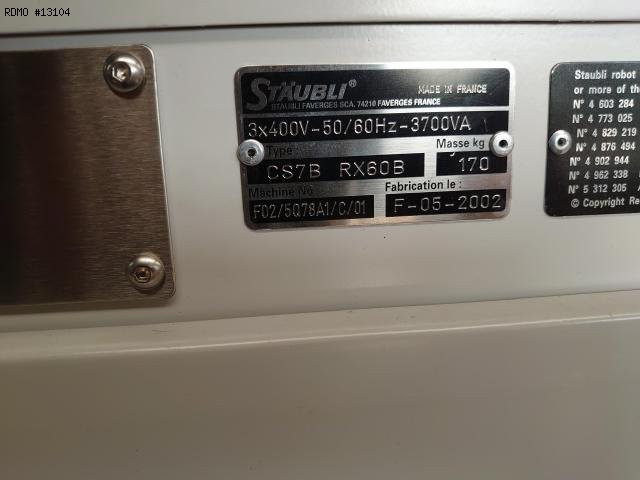 RDMO #13104
STÄUBLI® MADE IN FRANCE
STAUBLI FAVERGES SCA. 74210 FAVERGES FRANCE
3x400V-50/60Hz-3700VA
Type: Masse kg
CS7B RX60B 170
Machine No Fabrication le :
F02/5Q78A1/C/01 F-05-2002
Staubli robot
or more of the
N° 4 603 284
N° 4 773 025
N° 4 829 219
N° 4 876 494
N° 4 902 944
N° 4 962 338
N° 5 312 305
© Copyright Re